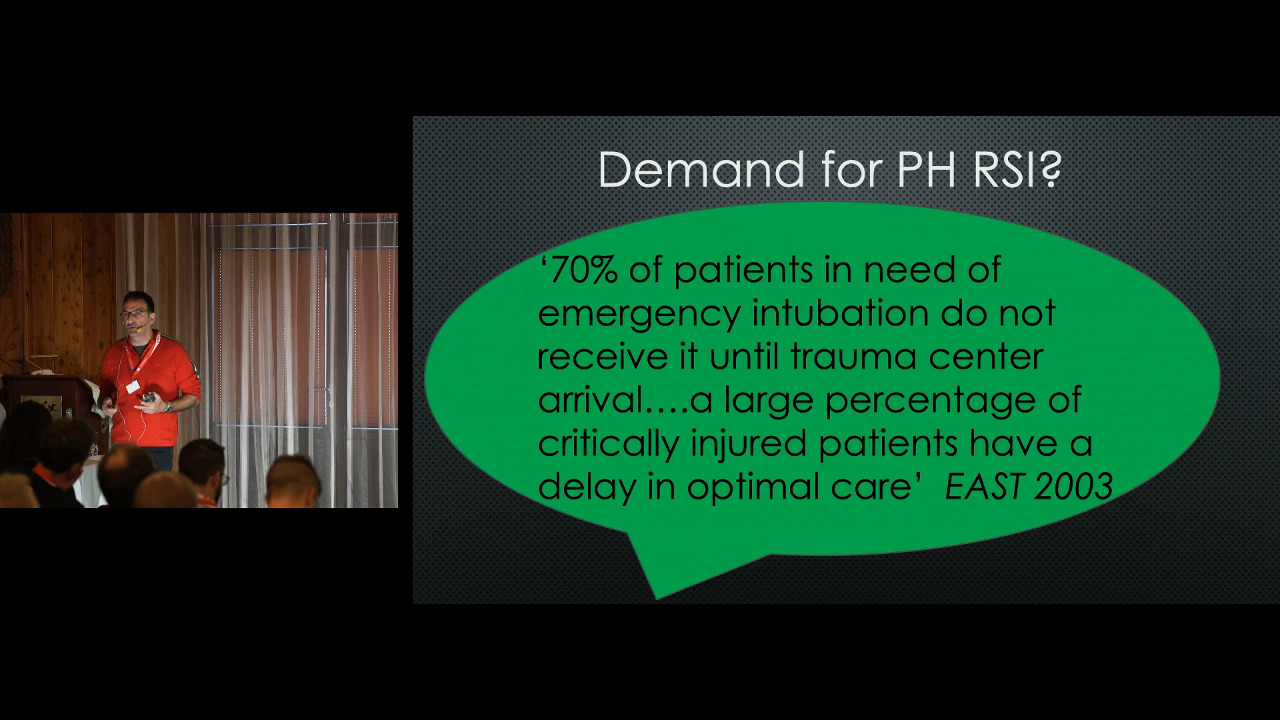 Demand for PH RSI?
‘70% of patients in need of
emergency intubation do not
receive it until trauma center
arrival….a large percentage of
critically injured patients have a
delay in optimal care’ EAST 2003